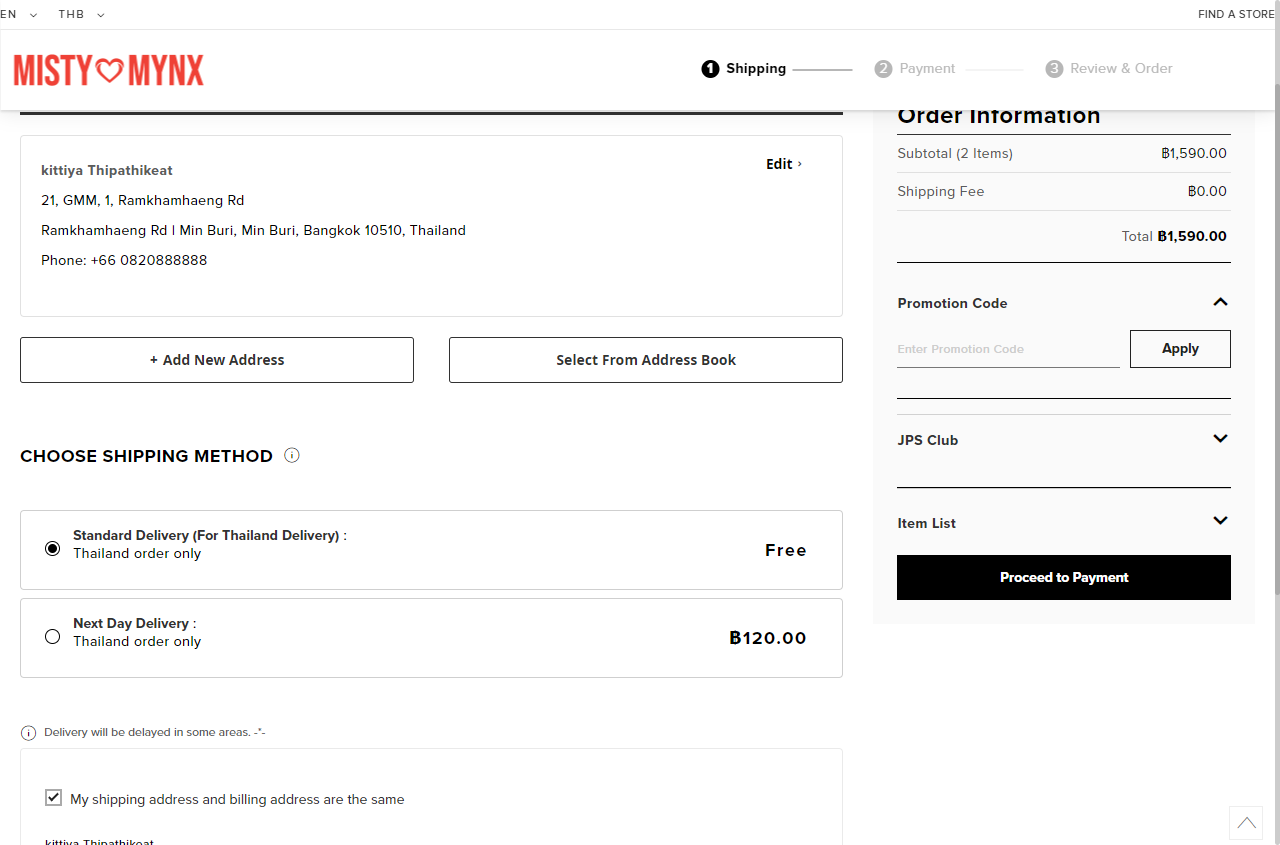 EN THB FIND A STORE
MISTY MYNX
1 Shipping 2 Payment 3 Review & Order
kittiya Thipathikeat
Edit ›
21, GMM, 1, Ramkhamhaeng Rd
Ramkhamhaeng Rd | Min Buri, Min Buri, Bangkok 10510, Thailand
Phone: +66 0820888888
+ Add New Address
Select From Address Book
CHOOSE SHIPPING METHOD
Standard Delivery (For Thailand Delivery) :
Thailand order only
Free
Next Day Delivery :
Thailand order only
฿120.00
Delivery will be delayed in some areas. -*-
My shipping address and billing address are the same
kittiya Thipathikeat
Order Information
Subtotal (2 Items) ฿1,590.00
Shipping Fee ฿0.00
Total ฿1,590.00
Promotion Code
Enter Promotion Code
Apply
JPS Club
Item List
Proceed to Payment